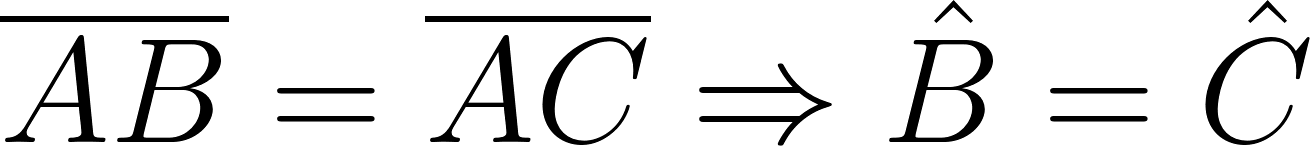 $\overline{AB} = \overline{AC} \Rightarrow \hat{B} = \hat{C}$